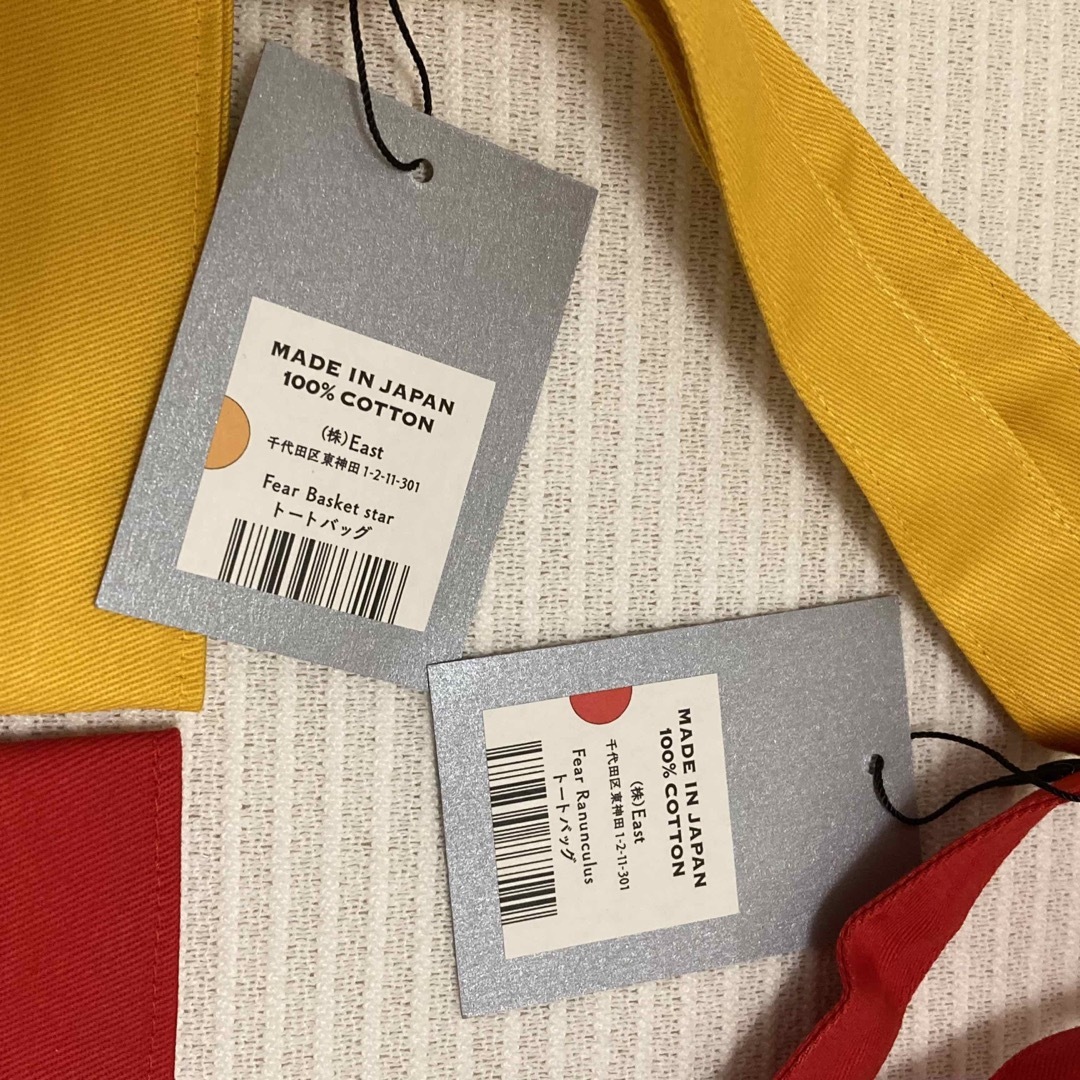 MADE IN JAPAN
100% COTTON
(株)East
千代田区東神田1-2-11-301
Fear Basket star
トートバッグ
MADE IN JAPAN
100% COTTON
(株)East
千代田区東神田1-2-11-301
Fear Ranunculus
トートバッグ